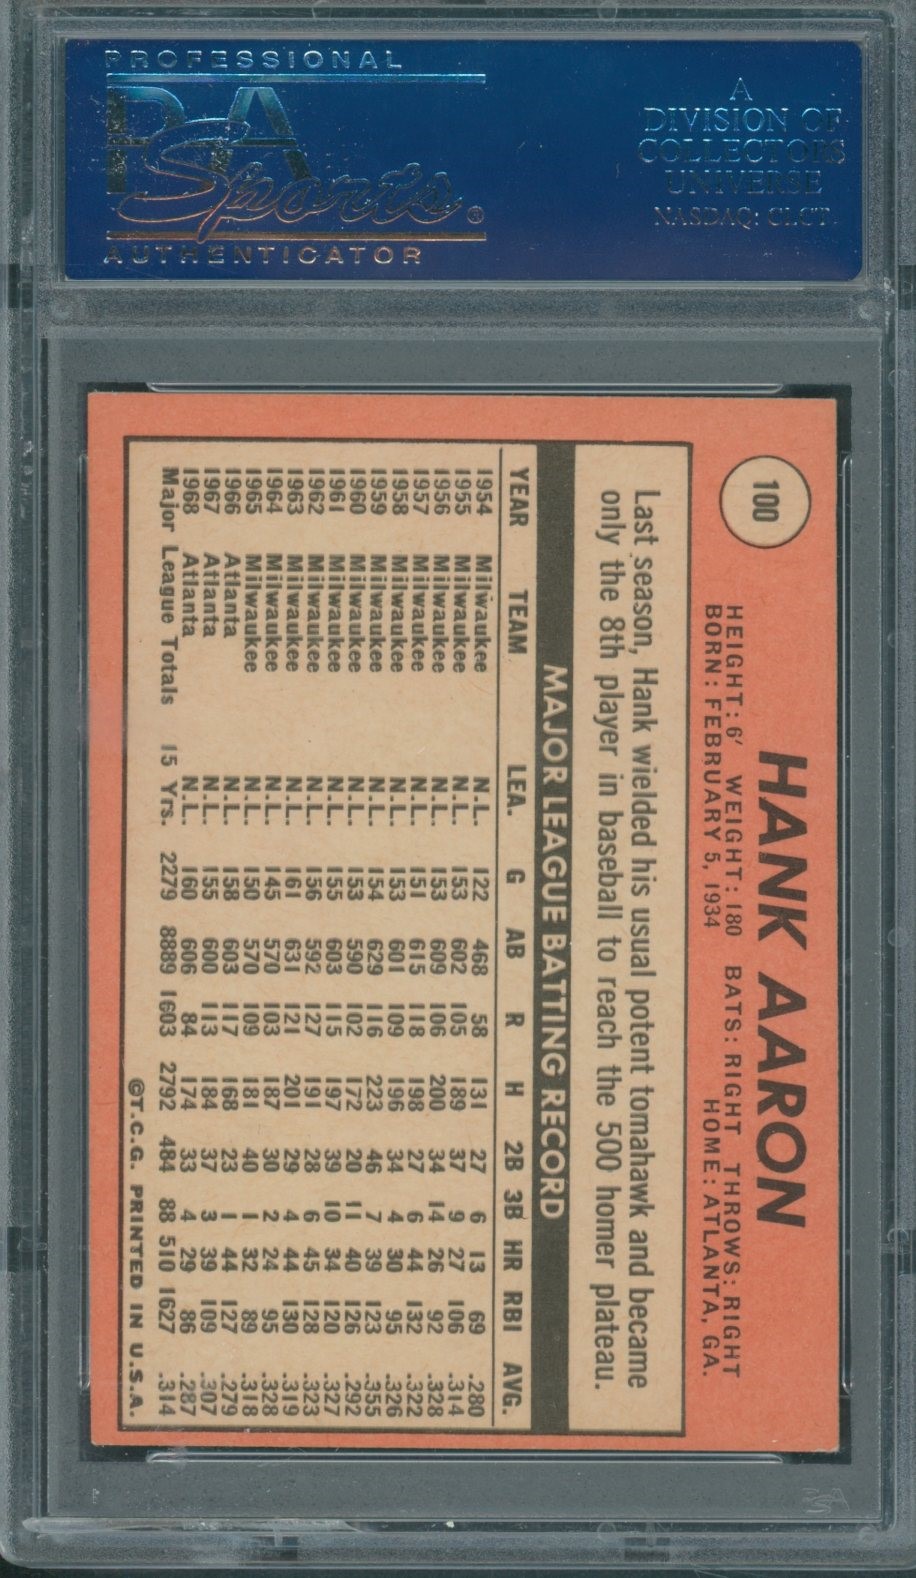 PROFESSIONAL
PSA
Sports®
AUTHENTICATOR
A
DIVISION OF
COLLECTORS
UNIVERSE
NASDAQ: CLCT
100
HANK AARON
HEIGHT: 6' WEIGHT: 180 BATS: RIGHT THROWS: RIGHT
BORN: FEBRUARY 5, 1934 HOME: ATLANTA, GA.
Last season, Hank wielded his usual potent tomahawk and became
only the 8th player in baseball to reach the 500 homer plateau.
MAJOR LEAGUE BATTING RECORD
YEAR TEAM LEA. G AB R H 2B 3B HR RBI AVG.
1954 Milwaukee N.L. 122 468 58 131 27 6 13 69 .280
1955 Milwaukee N.L. 153 602 105 189 37 9 27 106 .314
1956 Milwaukee N.L. 153 609 106 200 34 14 26 92 .328
1957 Milwaukee N.L. 151 615 118 198 27 6 44 132 .322
1958 Milwaukee N.L. 153 601 109 196 34 4 30 95 .326
1959 Milwaukee N.L. 154 629 116 223 46 7 39 123 .355
1960 Milwaukee N.L. 153 590 102 172 20 11 40 126 .292
1961 Milwaukee N.L. 155 603 115 197 39 10 34 120 .327
1962 Milwaukee N.L. 156 592 127 191 28 6 45 128 .323
1963 Milwaukee N.L. 161 631 121 201 29 4 44 130 .319
1964 Milwaukee N.L. 145 570 103 187 30 2 24 95 .328
1965 Milwaukee N.L. 150 570 109 181 40 1 32 89 .318
1966 Atlanta N.L. 158 603 117 168 23 1 44 127 .279
1967 Atlanta N.L. 155 600 113 184 37 3 39 109 .307
1968 Atlanta N.L. 160 606 84 174 33 4 29 86 .287
Major League Totals 15 Yrs. 2279 8889 1603 2792 484 88 510 1627 .314
©T.C.G. PRINTED IN U.S.A.